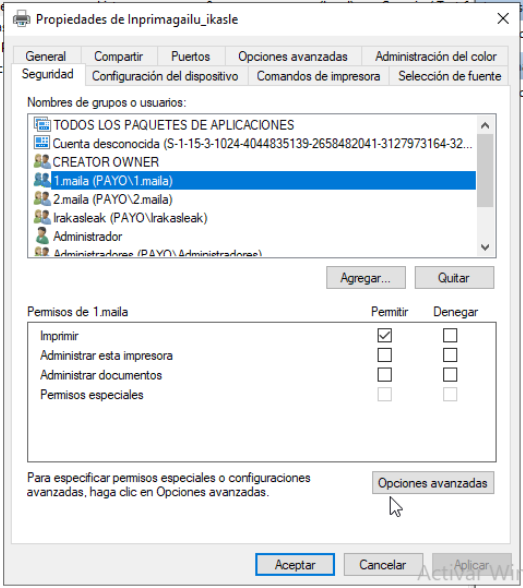 Propiedades de Inprimagailu_ikasle
General Compartir Puertos Opciones avanzadas Administración del color
Seguridad Configuración del dispositivo Comandos de impresora Selección de fuente
Nombres de grupos o usuarios:
TODOS LOS PAQUETES DE APLICACIONES
Cuenta desconocida (S-1-15-3-1024-4044835139-2658482041-3127973164-32...
CREATOR OWNER
1.maila (PAYO\1.maila)
2.maila (PAYO\2.maila)
Irakasleak (PAYO\Irakasleak)
Administrador
Administradores (PAYO\Administradores)
Agregar... Quitar
Permisos de 1.maila Permitir Denegar
Imprimir
Administrar esta impresora
Administrar documentos
Permisos especiales
Para especificar permisos especiales o configuraciones
avanzadas, haga clic en Opciones avanzadas.
Opciones avanzadas
Aceptar Cancelar Aplicar
Activar Win